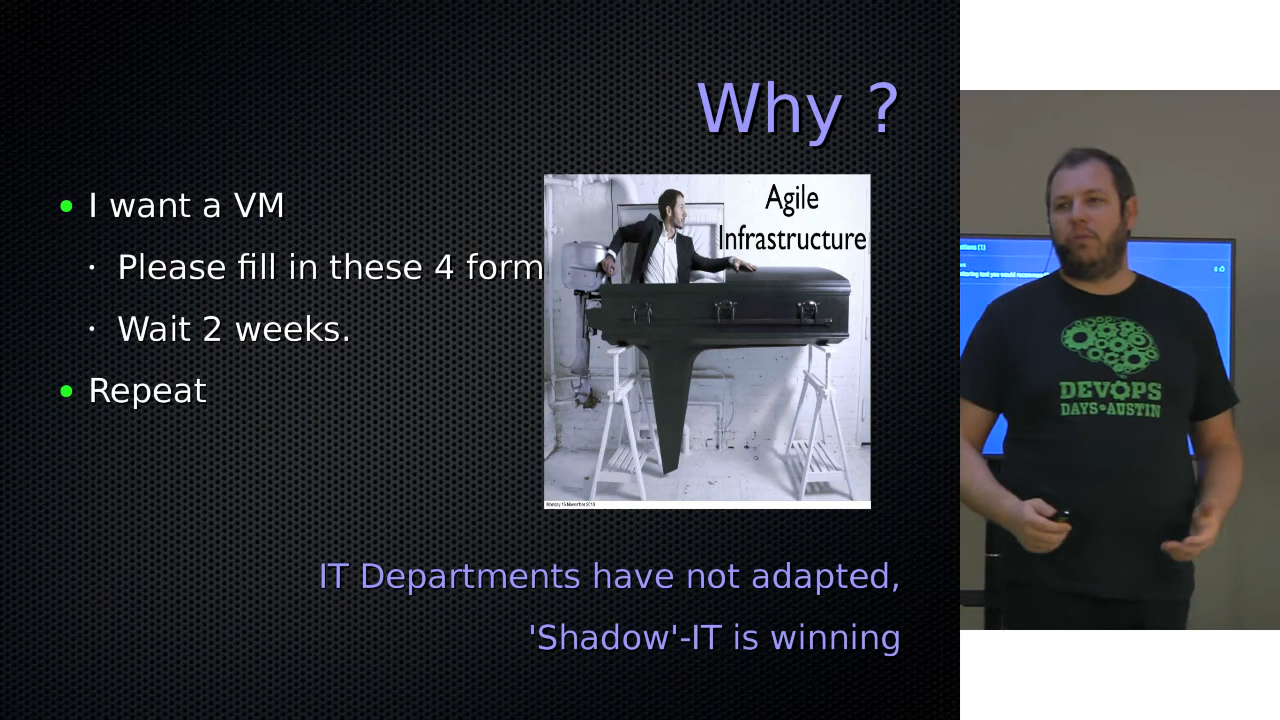 Why ?
I want a VM
Please fill in these 4 form
Wait 2 weeks.
Repeat
Agile
Infrastructure
IT Departments have not adapted,
'Shadow'-IT is winning
(1)
DEVOPS
DAYS AUSTIN